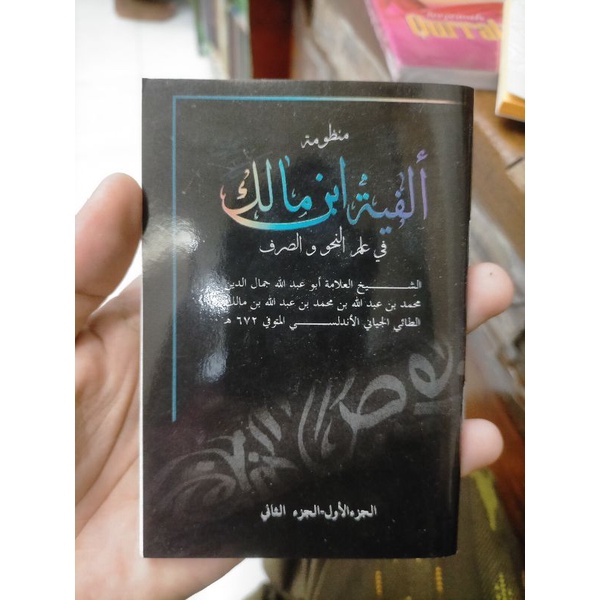 منظومة
ألفية ابن مالك
في علم النحو و الصرف
الشيخ العلامة أبو عبد الله جمال الدين
محمد بن عبد الله بن محمد بن عبد الله بن مالك
الطائي الجياني الأندلسي المتوفي ٦٧٢ هـ
الجزء الأول-الجزء الثاني